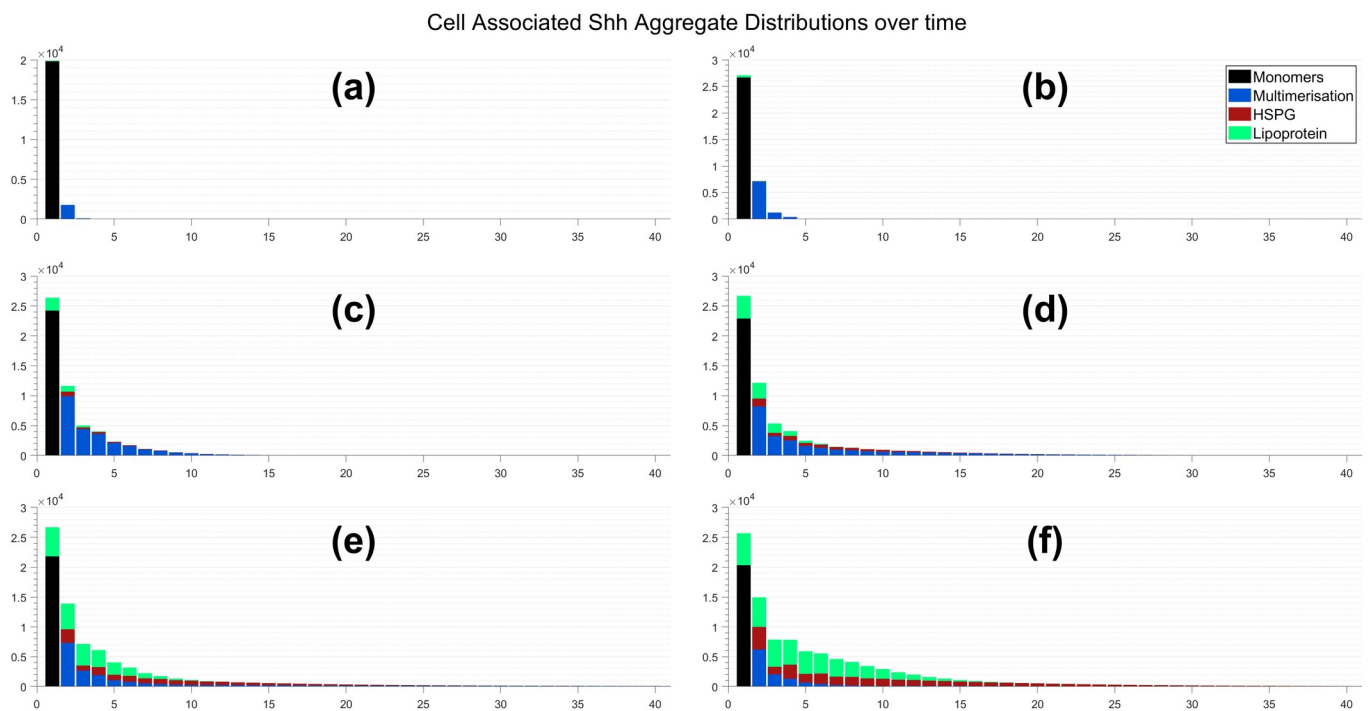 Cell Associated Shh Aggregate Distributions over time
×10⁴
2
1.5
1
0.5
0
0 5 10 15 20 25 30 35 40
(a)
×10⁴
3
2.5
2
1.5
1
0.5
0
0 5 10 15 20 25 30 35 40
(b)
Monomers
Multimerisation
HSPG
Lipoprotein
×10⁴
3
2.5
2
1.5
1
0.5
0
0 5 10 15 20 25 30 35 40
(c)
×10⁴
3
2.5
2
1.5
1
0.5
0
0 5 10 15 20 25 30 35 40
(d)
×10⁴
3
2.5
2
1.5
1
0.5
0
0 5 10 15 20 25 30 35 40
(e)
×10⁴
3
2.5
2
1.5
1
0.5
0
0 5 10 15 20 25 30 35 40
(f)